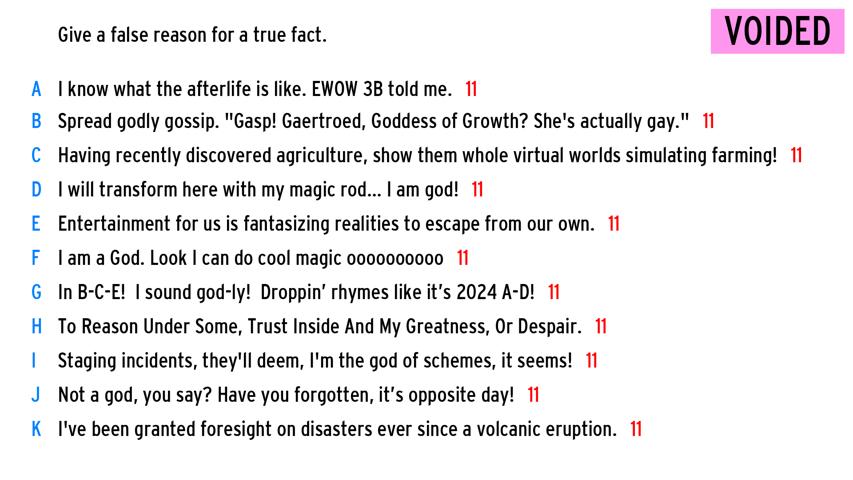 Give a false reason for a true fact.
VOIDED
A I know what the afterlife is like. EWOW 3B told me. 11
B Spread godly gossip. "Gasp! Gaertroed, Goddess of Growth? She's actually gay." 11
C Having recently discovered agriculture, show them whole virtual worlds simulating farming! 11
D I will transform here with my magic rod... I am god! 11
E Entertainment for us is fantasizing realities to escape from our own. 11
F I am a God. Look I can do cool magic oooooooooo 11
G In B-C-E! I sound god-ly! Droppin’ rhymes like it’s 2024 A-D! 11
H To Reason Under Some, Trust Inside And My Greatness, Or Despair. 11
I Staging incidents, they'll deem, I'm the god of schemes, it seems! 11
J Not a god, you say? Have you forgotten, it’s opposite day! 11
K I've been granted foresight on disasters ever since a volcanic eruption. 11